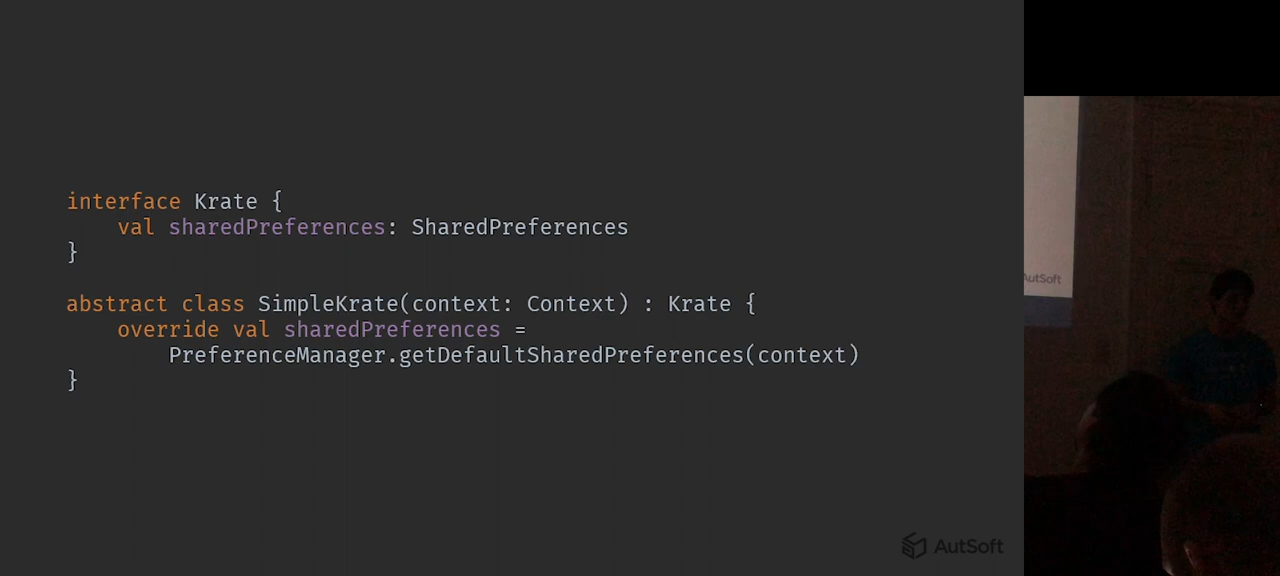 interface Krate {
    val sharedPreferences: SharedPreferences
}
abstract class SimpleKrate(context: Context) : Krate {
    override val sharedPreferences =
        PreferenceManager.getDefaultSharedPreferences(context)
}
AutSoft
AutSoft